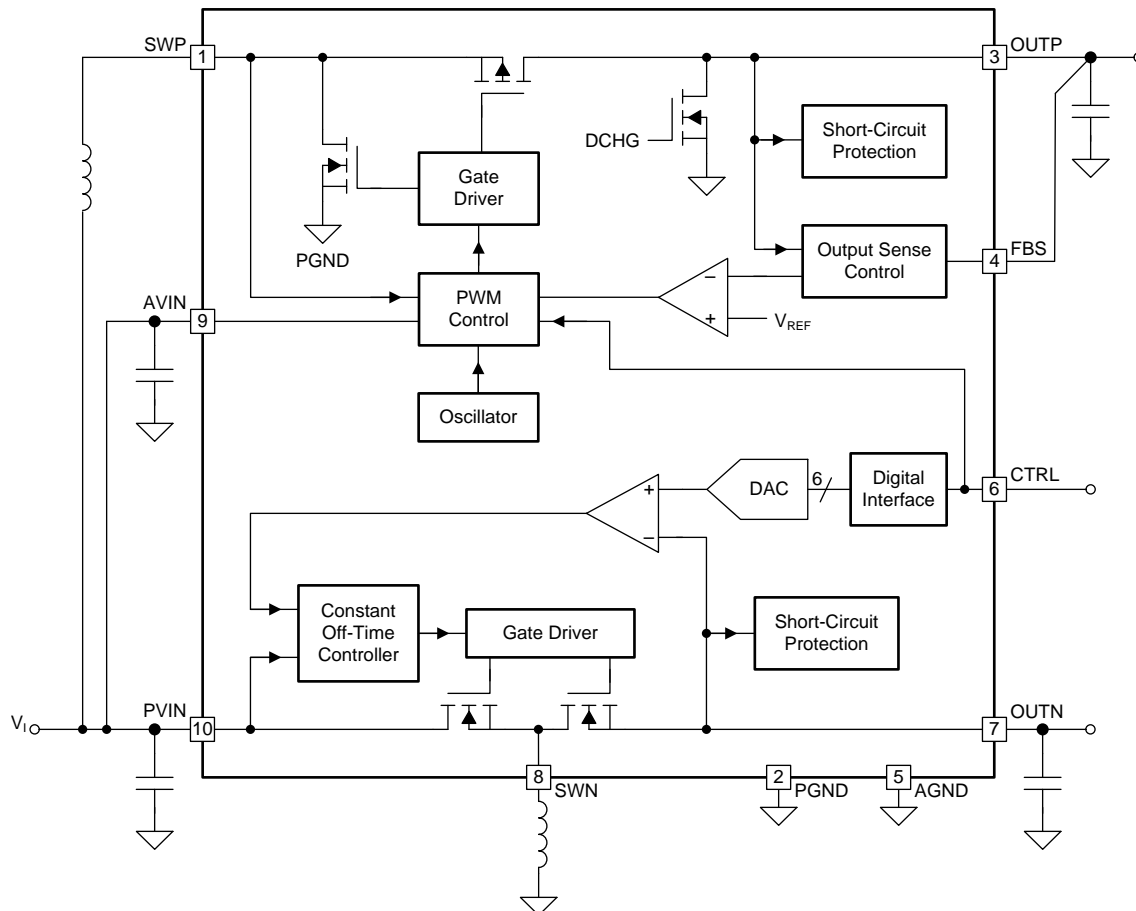 SWP
1
3
OUTP
DCHG
Short-Circuit
Protection
Gate
Driver
PGND
Output Sense
Control
4
FBS
AVIN
9
PWM
Control
−
+
VREF
Oscillator
DAC
6
Digital
Interface
6
CTRL
+
−
Constant
Off-Time
Controller
Gate Driver
Short-Circuit
Protection
VI
PVIN
10
7
OUTN
8
SWN
2
PGND
5
AGND